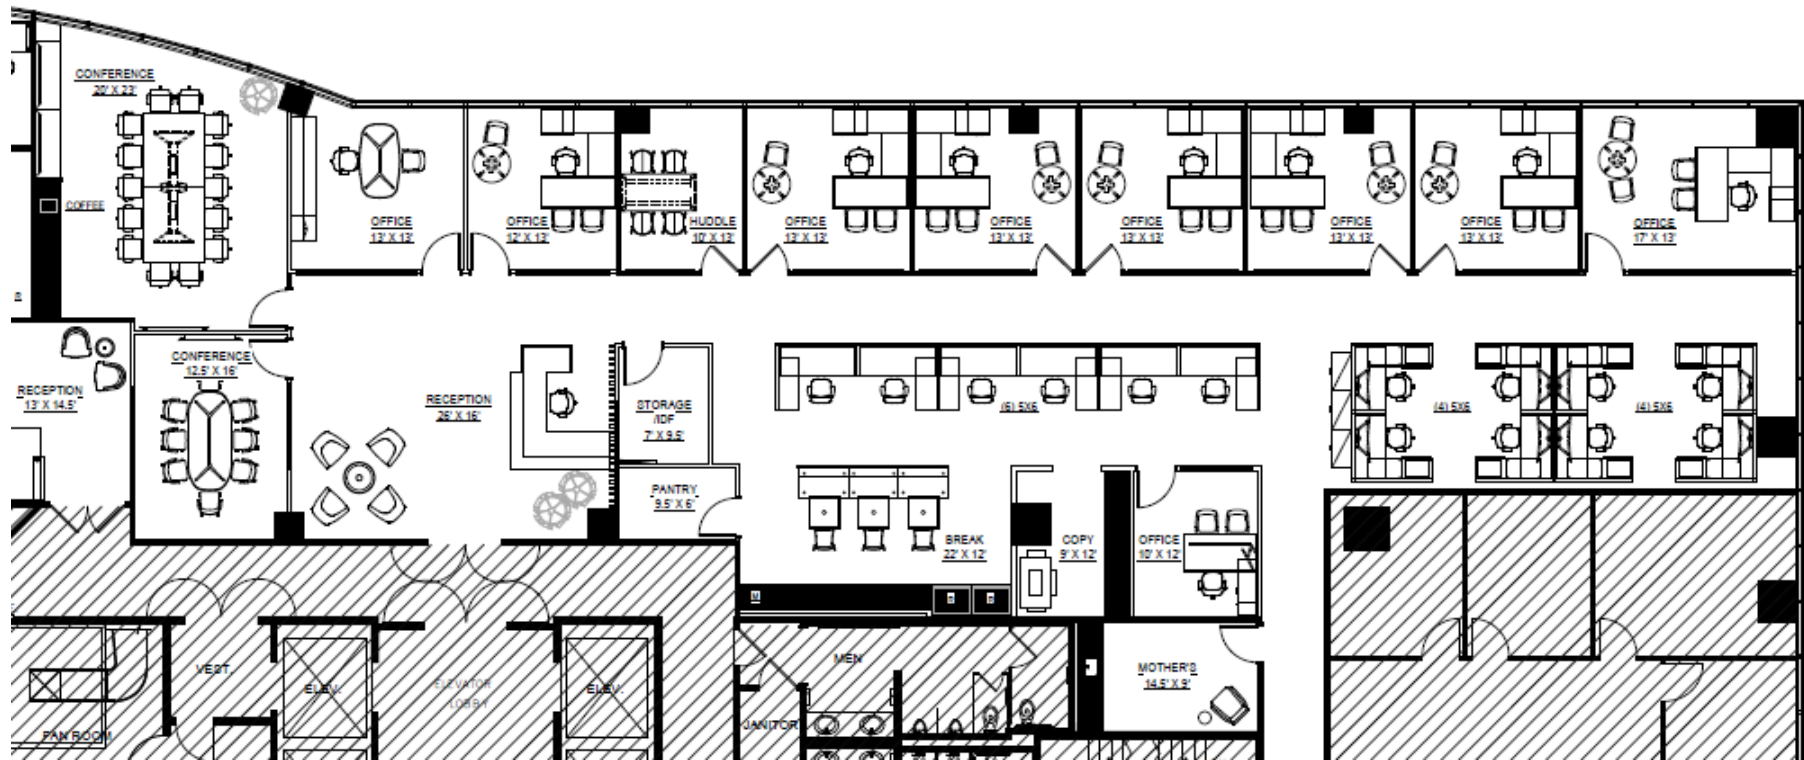 CONFERENCE
20' X 23'
COFFEE
OFFICE
13' X 13'
OFFICE
12' X 13'
HUDDLE
10' X 13'
OFFICE
13' X 13'
OFFICE
13' X 13'
OFFICE
13' X 13'
OFFICE
13' X 13'
OFFICE
13' X 13'
OFFICE
17' X 13'
CONFERENCE
12.5' X 16'
RECEPTION
13' X 14.5'
RECEPTION
26' X 16'
STORAGE
/IDF
7' X 9.5'
(6) 5X6
(4) 5X6
(4) 5X6
PANTRY
9.5' X 6'
BREAK
22' X 12'
COPY
9' X 12'
OFFICE
10' X 12'
M
VEST.
ELEV.
ELEVATOR
LOBBY
ELEV.
MEN
MOTHER'S
14.5' X 9'
JANITOR
FAN ROOM